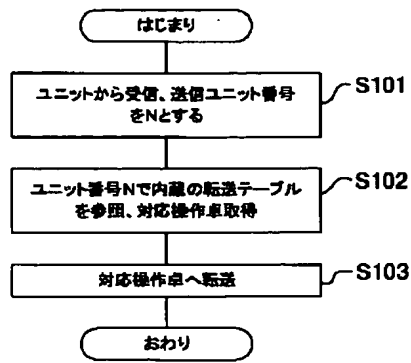 はじまり
ユニットから受信、送信ユニット番号
をNとする
S101
ユニット番号Nで内蔵の転送テーブル
を参照、対応操作卓取得
S102
対応操作卓へ転送
S103
おわり